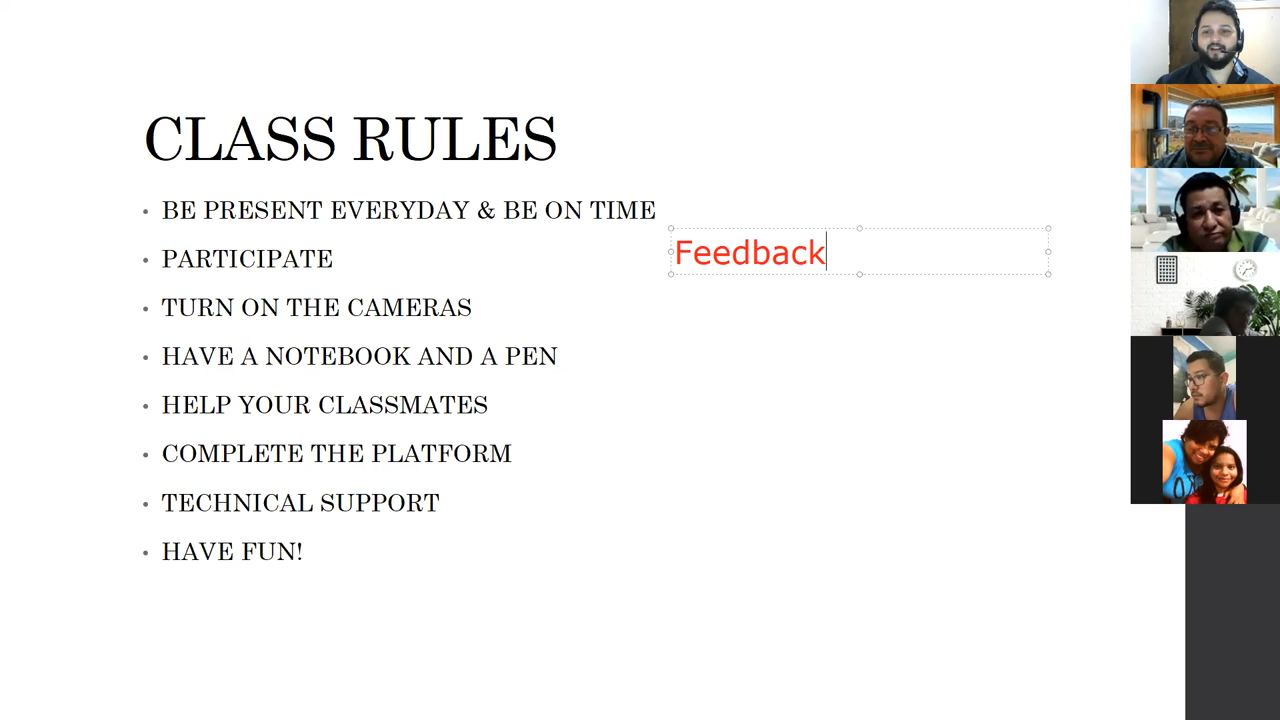 CLASS RULES
• BE PRESENT EVERYDAY & BE ON TIME
Feedback
• PARTICIPATE
• TURN ON THE CAMERAS
• HAVE A NOTEBOOK AND A PEN
• HELP YOUR CLASSMATES
• COMPLETE THE PLATFORM
• TECHNICAL SUPPORT
• HAVE FUN!